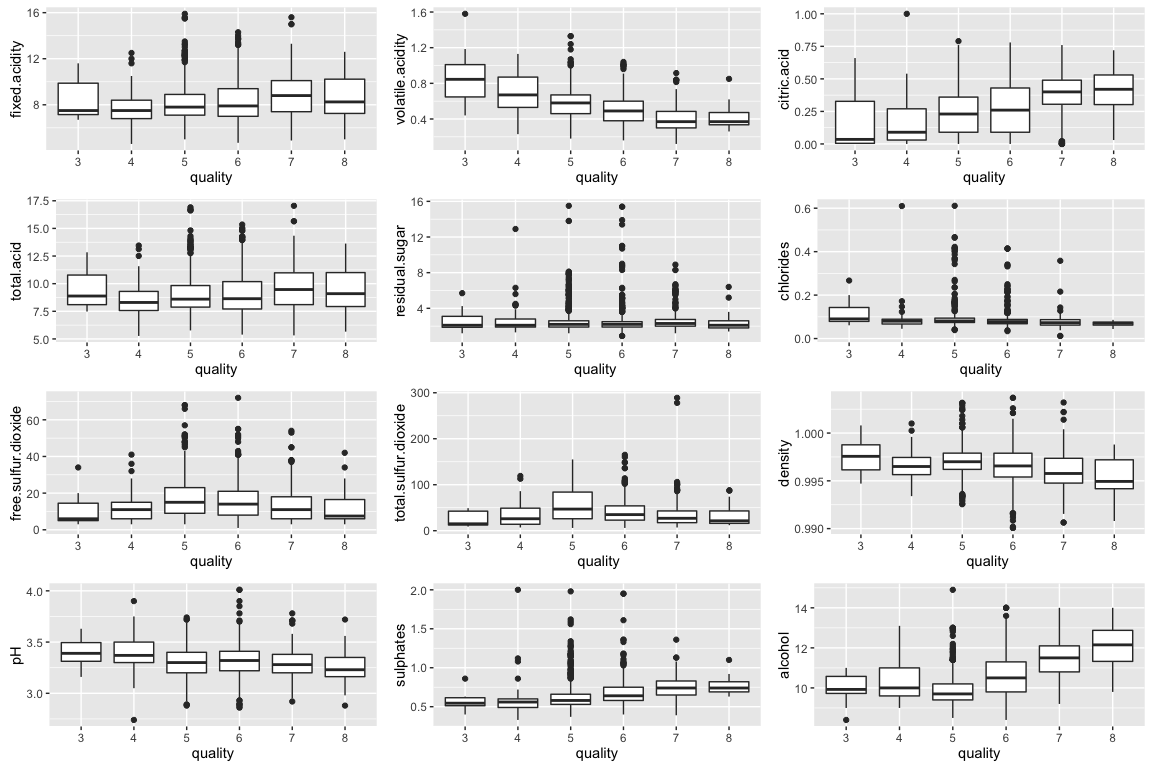 fixed.acidity
16
12
8
3 4 5 6 7 8
quality
volatile.acidity
1.6
1.2
0.8
0.4
3 4 5 6 7 8
quality
citric.acid
1.00
0.75
0.50
0.25
0.00
3 4 5 6 7 8
quality
total.acid
17.5
15.0
12.5
10.0
7.5
5.0
3 4 5 6 7 8
quality
residual.sugar
16
12
8
4
3 4 5 6 7 8
quality
chlorides
0.6
0.4
0.2
0.0
3 4 5 6 7 8
quality
free.sulfur.dioxide
60
40
20
0
3 4 5 6 7 8
quality
total.sulfur.dioxide
300
200
100
0
3 4 5 6 7 8
quality
density
1.000
0.995
0.990
3 4 5 6 7 8
quality
pH
4.0
3.5
3.0
3 4 5 6 7 8
quality
sulphates
2.0
1.5
1.0
0.5
3 4 5 6 7 8
quality
alcohol
14
12
10
3 4 5 6 7 8
quality